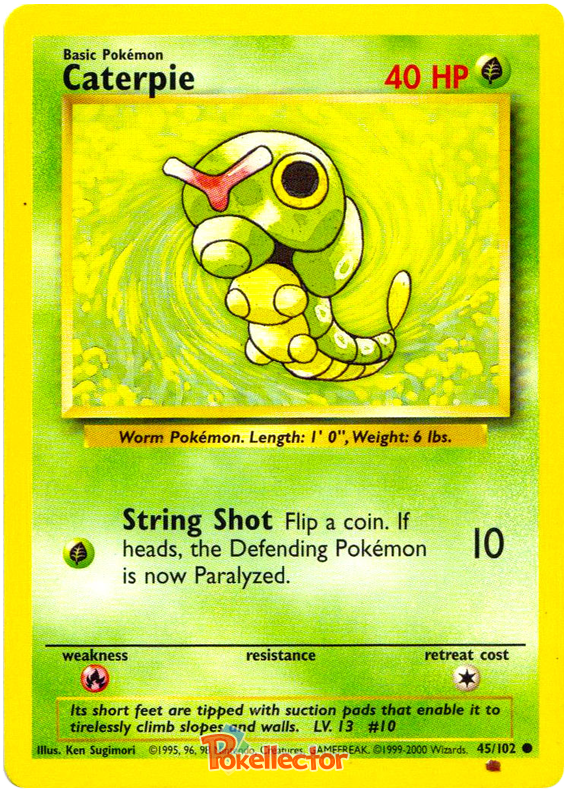 Basic Pokémon
Caterpie
40 HP
Worm Pokémon. Length: 1' 0", Weight: 6 lbs.
String Shot Flip a coin. If
heads, the Defending Pokémon
is now Paralyzed.
10
weakness resistance retreat cost
Its short feet are tipped with suction pads that enable it to
tirelessly climb slopes and walls. LV. 13 #10
Illus. Ken Sugimori ©1995, 96, 98 Nintendo, Creatures, GAMEFREAK. ©1999-2000 Wizards. 45/102
Pokellector